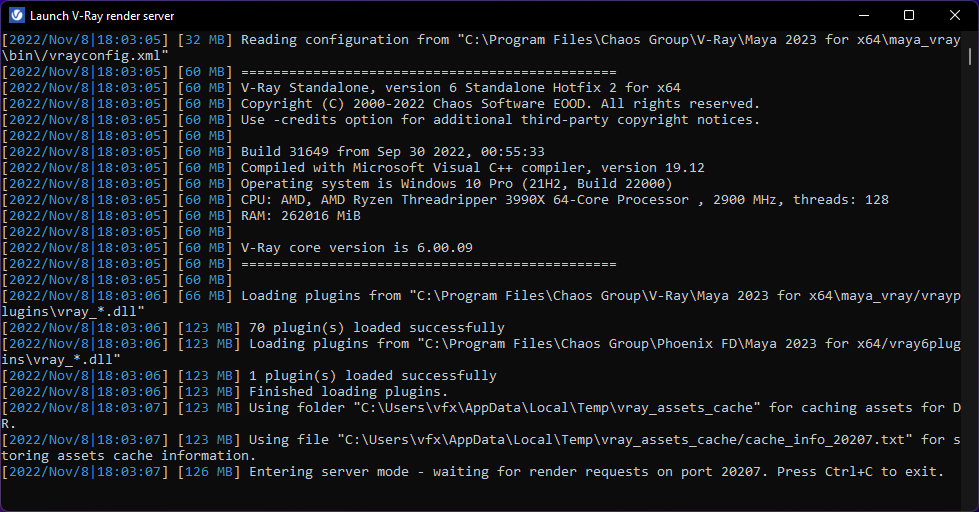 Launch V-Ray render server
[2022/Nov/8|18:03:05] [32 MB] Reading configuration from "C:\Program Files\Chaos Group\V-Ray\Maya 2023 for x64\maya_vray
\bin\/vrayconfig.xml"
[2022/Nov/8|18:03:05] [60 MB] ===============================================
[2022/Nov/8|18:03:05] [60 MB] V-Ray Standalone, version 6 Standalone Hotfix 2 for x64
[2022/Nov/8|18:03:05] [60 MB] Copyright (C) 2000-2022 Chaos Software EOOD. All rights reserved.
[2022/Nov/8|18:03:05] [60 MB] Use -credits option for additional third-party copyright notices.
[2022/Nov/8|18:03:05] [60 MB]
[2022/Nov/8|18:03:05] [60 MB] Build 31649 from Sep 30 2022, 00:55:33
[2022/Nov/8|18:03:05] [60 MB] Compiled with Microsoft Visual C++ compiler, version 19.12
[2022/Nov/8|18:03:05] [60 MB] Operating system is Windows 10 Pro (21H2, Build 22000)
[2022/Nov/8|18:03:05] [60 MB] CPU: AMD, AMD Ryzen Threadripper 3990X 64-Core Processor , 2900 MHz, threads: 128
[2022/Nov/8|18:03:05] [60 MB] RAM: 262016 MiB
[2022/Nov/8|18:03:05] [60 MB]
[2022/Nov/8|18:03:05] [60 MB] V-Ray core version is 6.00.09
[2022/Nov/8|18:03:05] [60 MB] ===============================================
[2022/Nov/8|18:03:05] [60 MB]
[2022/Nov/8|18:03:06] [66 MB] Loading plugins from "C:\Program Files\Chaos Group\V-Ray\Maya 2023 for x64\maya_vray/vrayp
lugins\vray_*.dll"
[2022/Nov/8|18:03:06] [123 MB] 70 plugin(s) loaded successfully
[2022/Nov/8|18:03:06] [123 MB] Loading plugins from "C:\Program Files\Chaos Group\Phoenix FD\Maya 2023 for x64/vray6plug
ins\vray_*.dll"
[2022/Nov/8|18:03:06] [123 MB] 1 plugin(s) loaded successfully
[2022/Nov/8|18:03:06] [123 MB] Finished loading plugins.
[2022/Nov/8|18:03:07] [123 MB] Using folder "C:\Users\vfx\AppData\Local\Temp\vray_assets_cache" for caching assets for D
R.
[2022/Nov/8|18:03:07] [123 MB] Using file "C:\Users\vfx\AppData\Local\Temp\vray_assets_cache/cache_info_20207.txt" for s
toring assets cache information.
[2022/Nov/8|18:03:07] [126 MB] Entering server mode - waiting for render requests on port 20207. Press Ctrl+C to exit.